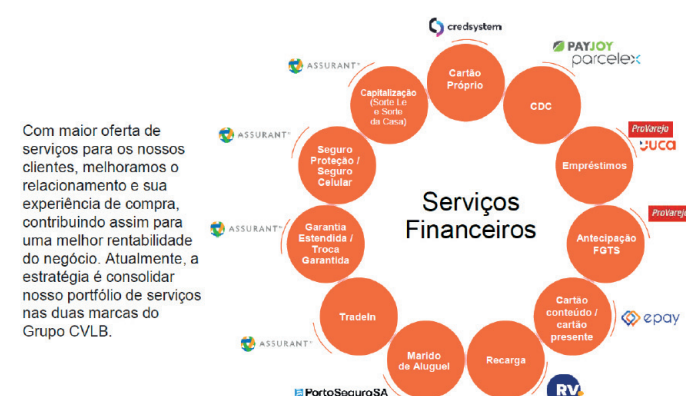 Com maior oferta de
serviços para os nossos
clientes, melhoramos o
relacionamento e sua
experiência de compra,
contribuindo assim para
uma melhor rentabilidade
do negócio. Atualmente, a
estratégia é consolidar
nosso portfólio de serviços
nas duas marcas do
Grupo CVLB.
Serviços
Financeiros
credsystem
Cartão
Próprio
PAYJOY
parcelex
CDC
ProVarejo
Juca
Empréstimos
ProVarejo
Antecipação
FGTS
epay
Cartão
conteúdo /
cartão
presente
RV
Recarga
PortoSeguroSA
Marido
de Aluguel
ASSURANT
TradeIn
ASSURANT
Garantia
Estendida /
Troca
Garantida
ASSURANT
Seguro
Proteção /
Seguro
Celular
ASSURANT
Capitalização
(Sorte Lê
e Sorte
da Casa)